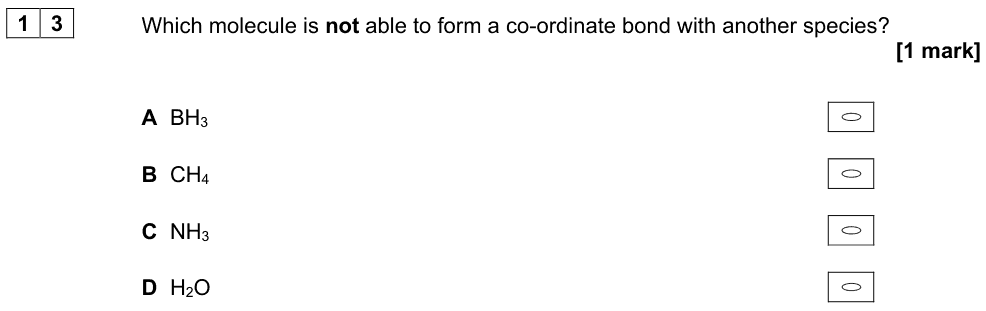 1 3 Which molecule is not able to form a co-ordinate bond with another species?
[1 mark]
A BH₃
B CH₄
C NH₃
D H₂O